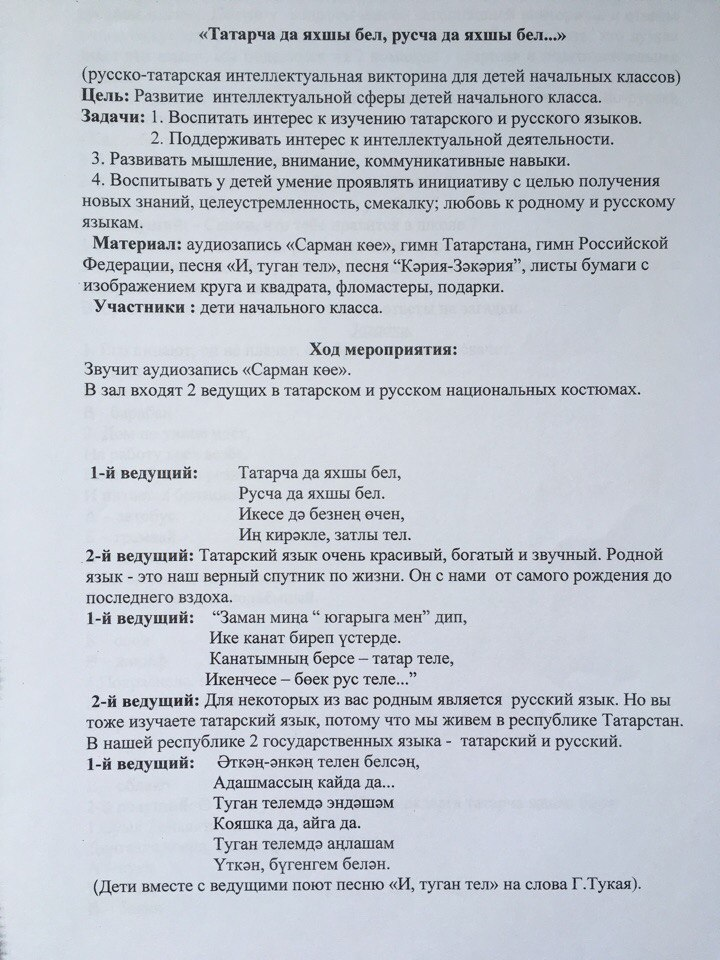 «Татарча да яхшы бел, русча да яхшы бел...»
(русско-татарская интеллектуальная викторина для детей начальных классов)
Цель: Развитие интеллектуальной сферы детей начального класса.
Задачи: 1. Воспитать интерес к изучению татарского и русского языков.
2. Поддерживать интерес к интеллектуальной деятельности.
3. Развивать мышление, внимание, коммуникативные навыки.
4. Воспитывать у детей умение проявлять инициативу с целью получения
новых знаний, целеустремленность, смекалку; любовь к родному и русскому
языкам.
Материал: аудиозапись «Сарман көе», гимн Татарстана, гимн Российской
Федерации, песня «И, туган тел», песня “Кәрия-Зәкәрия”, листы бумаги с
изображением круга и квадрата, фломастеры, подарки.
Участники : дети начального класса.
Ход мероприятия:
Звучит аудиозапись «Сарман көе».
В зал входят 2 ведущих в татарском и русском национальных костюмах.
1-й ведущий: Татарча да яхшы бел,
Русча да яхшы бел.
Икесе дә безнең өчен,
Иң кирәкле, затлы тел.
2-й ведущий: Татарский язык очень красивый, богатый и звучный. Родной
язык - это наш верный спутник по жизни. Он с нами от самого рождения до
последнего вздоха.
1-й ведущий: “Заман миңа “ югарыга мен” дип,
Ике канат биреп үстерде.
Канатымның берсе – татар теле,
Икенчесе – бөек рус теле...”
2-й ведущий: Для некоторых из вас родным является русский язык. Но вы
тоже изучаете татарский язык, потому что мы живем в республике Татарстан.
В нашей республике 2 государственных языка - татарский и русский.
1-й ведущий: Әткәң-әнкәң телен белсәң,
Адашмассың кайда да...
Туган телемдә эндәшәм
Кояшка да, айга да.
Туган телемдә аңлашам
Үткән, бүгенгем белән.
(Дети вместе с ведущими поют песню «И, туган тел» на слова Г.Тукая).